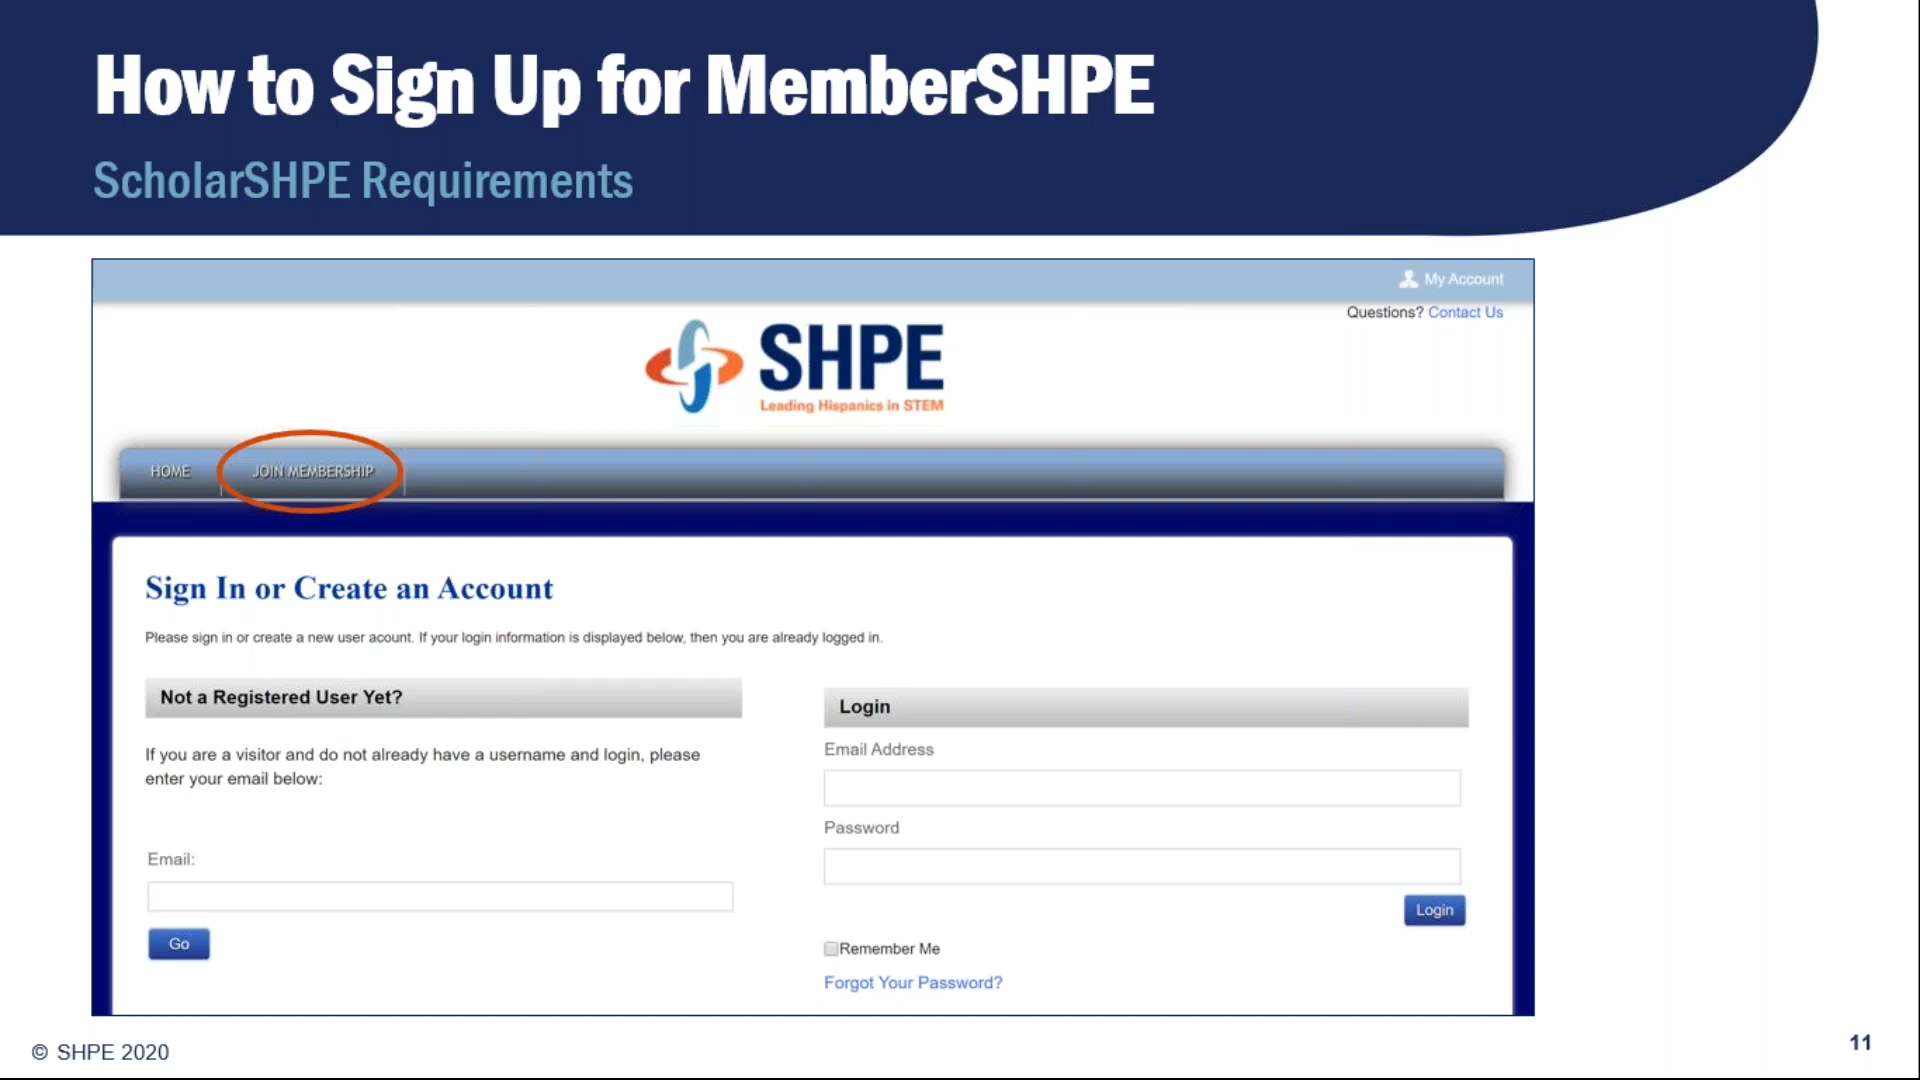 How to Sign Up for MemberSHPE
ScholarSHPE Requirements
My Account
Questions? Contact Us
SHPE
Leading Hispanics in STEM
HOME
JOIN MEMBERSHIP
Sign In or Create an Account
Please sign in or create a new user acount. If your login information is displayed below, then you are already logged in.
Not a Registered User Yet?
If you are a visitor and do not already have a username and login, please
enter your email below:
Email:
Go
Login
Email Address
Password
Login
Remember Me
Forgot Your Password?
© SHPE 2020
11